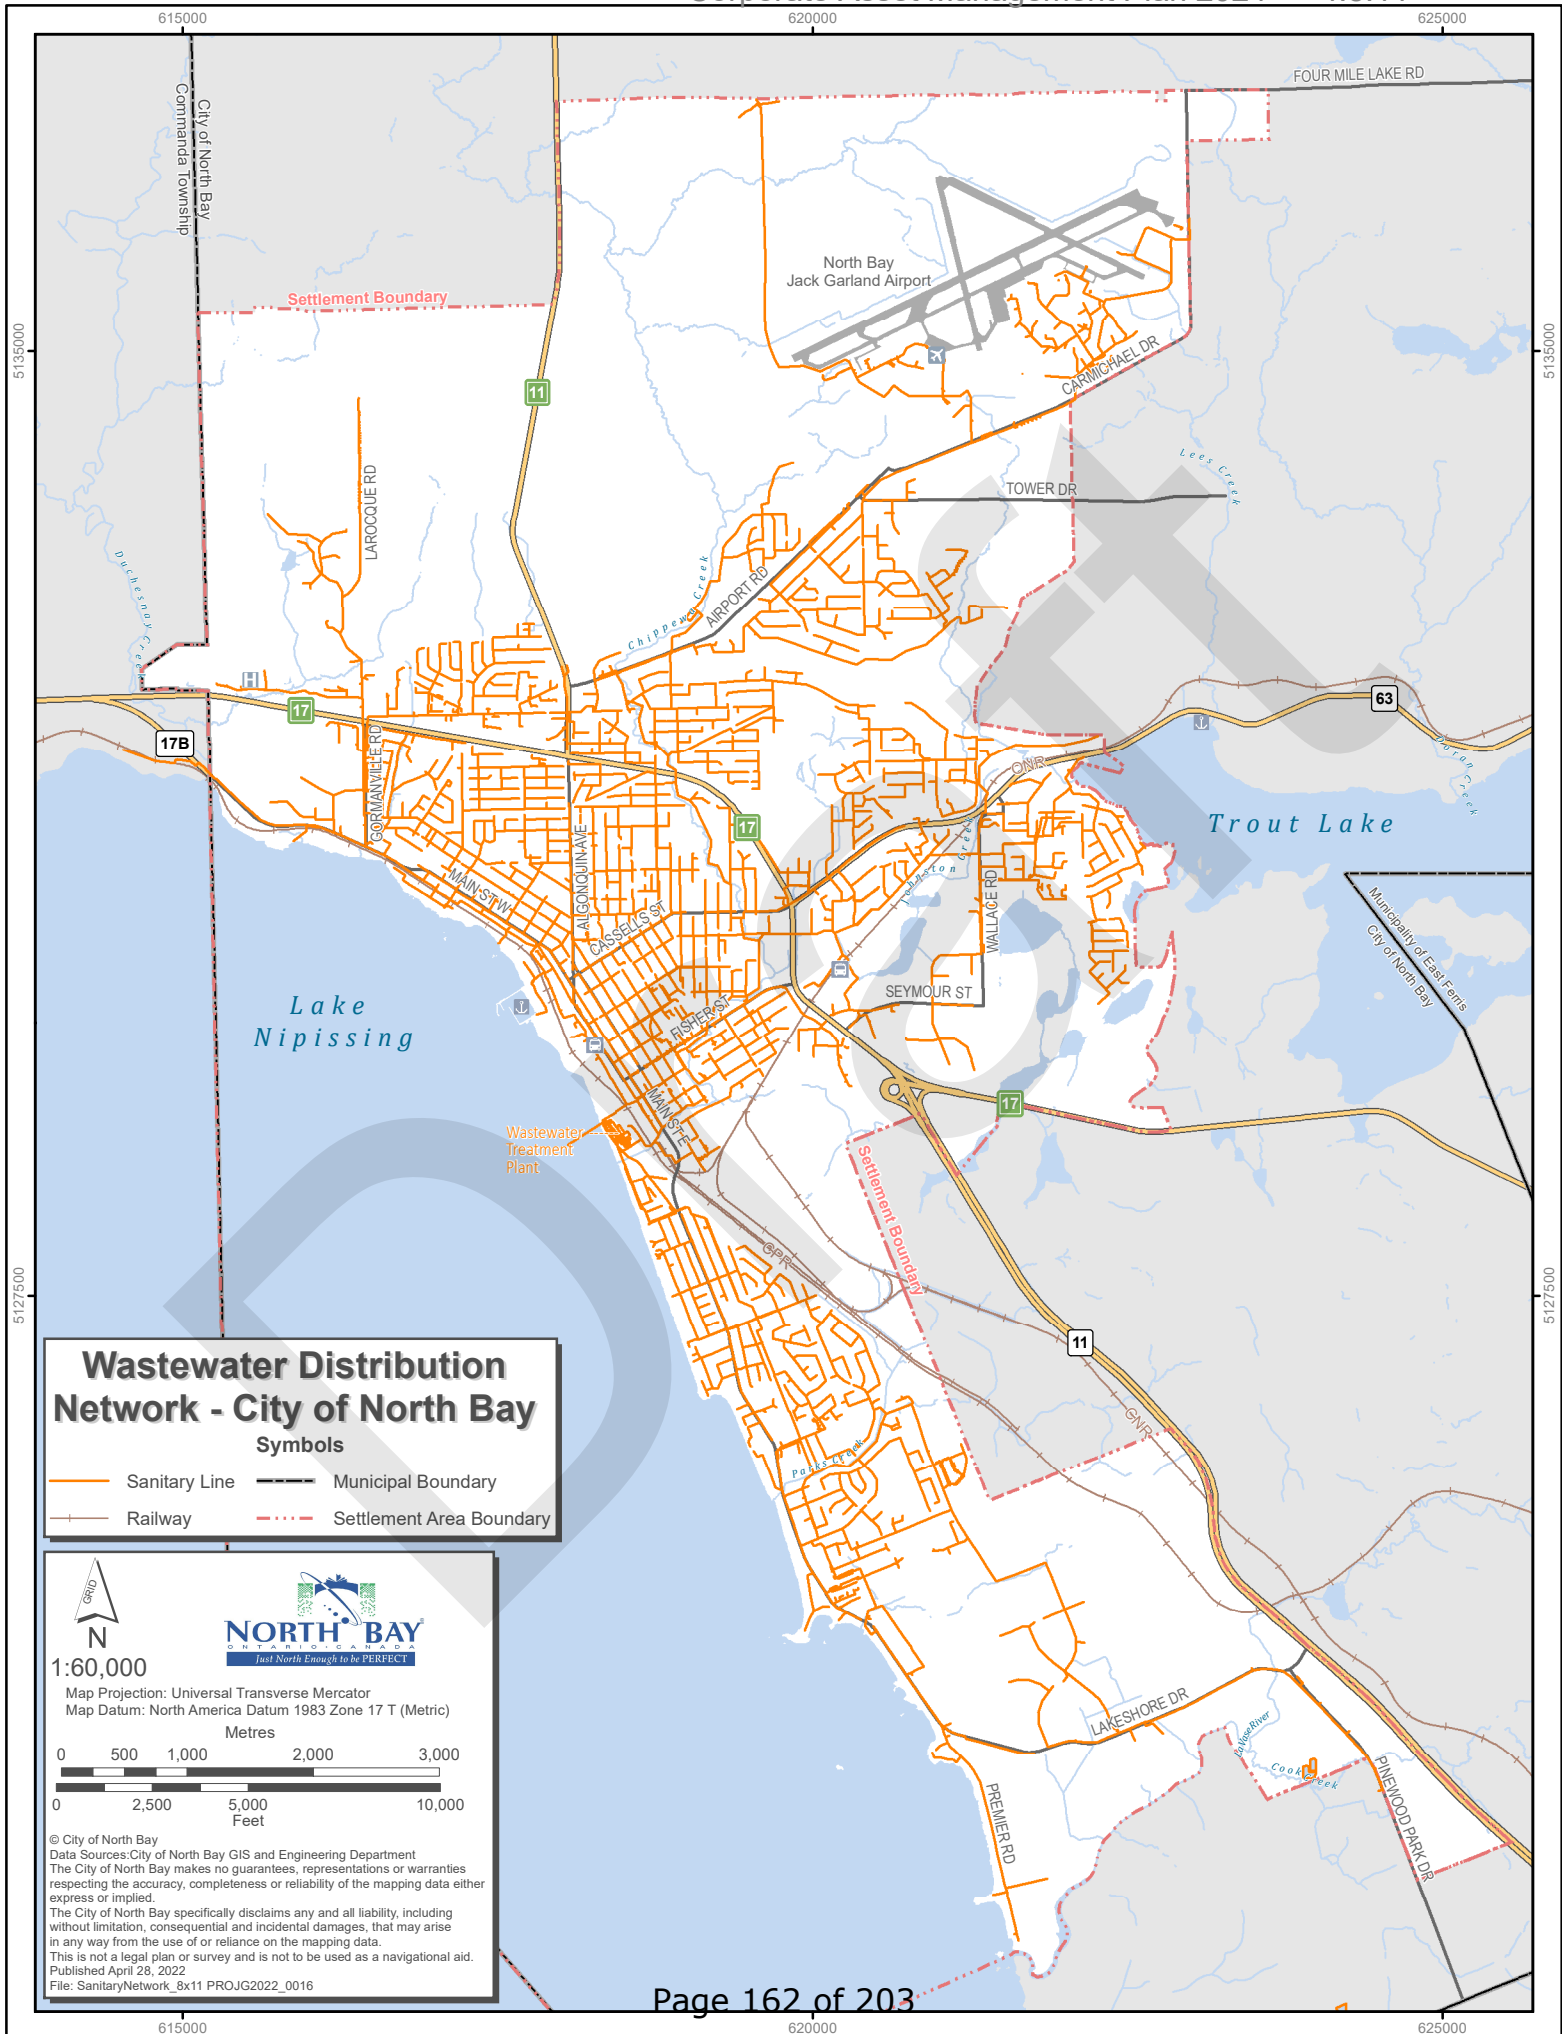 615000
620000
625000
FOUR MILE LAKE RD
City of North Bay
Commanda Township
North Bay
Jack Garland Airport
Settlement Boundary
5135000
5135000
11
CARMICHAEL DR
Lees Creek
TOWER DR
LAROCQUE RD
Duchesnay Creek
Chippewa Creek
AIRPORT RD
H
17
63
17B
GORMANVILLE RD
ONR
Doran Creek
Trout Lake
17
ALGONQUIN AVE
Johnston Creek
MAIN ST W
WALLACE RD
CASSELLS ST
Municipality of East Ferris
City of North Bay
SEYMOUR ST
Lake
Nipissing
FISHER ST
MAIN ST E
17
Wastewater
Treatment
Plant
Settlement Boundary
CPR
5127500
5127500
11
CNR
Parks Creek
Wastewater Distribution
Network - City of North Bay
Symbols
Sanitary Line
Municipal Boundary
Railway
Settlement Area Boundary
GRID
N
NORTH BAY
ONTARIO · CANADA
Just North Enough to be PERFECT
1:60,000
Map Projection: Universal Transverse Mercator
Map Datum: North America Datum 1983 Zone 17 T (Metric)
Metres
0 500 1,000 2,000 3,000
0 2,500 5,000 10,000
Feet
© City of North Bay
Data Sources:City of North Bay GIS and Engineering Department
The City of North Bay makes no guarantees, representations or warranties
respecting the accuracy, completeness or reliability of the mapping data either
express or implied.
The City of North Bay specifically disclaims any and all liability, including
without limitation, consequential and incidental damages, that may arise
in any way from the use of or reliance on the mapping data.
This is not a legal plan or survey and is not to be used as a navigational aid.
Published April 28, 2022
File: SanitaryNetwork_8x11 PROJG2022_0016
LAKESHORE DR
LaVase River
Cook Creek
PREMIER RD
PINEWOOD PARK DR
Draft
Page 162 of 203
615000
620000
625000